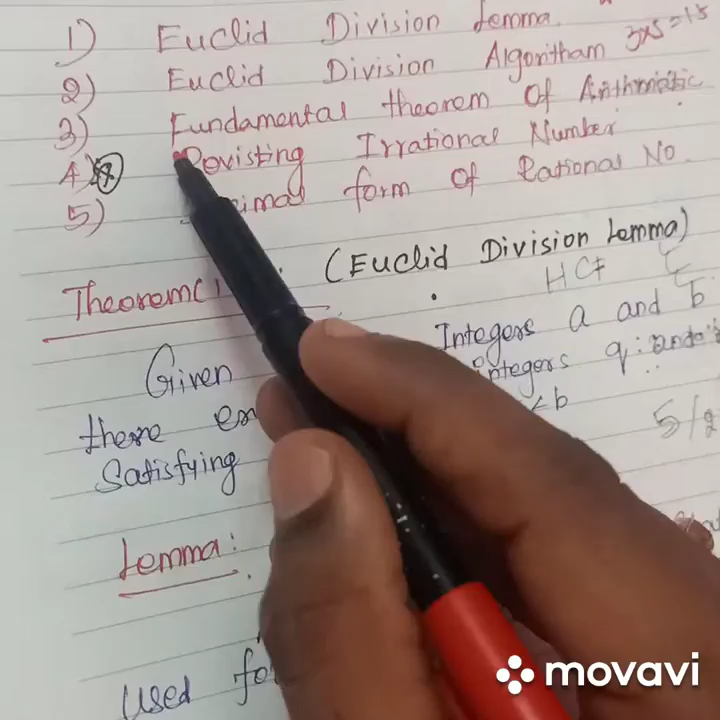 1) Euclid Division Lemma.
2) Euclid Division Algoritham 3x5=15
3) Fundamental theorem Of Arithmatic
4) Revisting Irrational Number
5) form Of Rational No.
Theorem( (Euclid Division Lemma)
HCF
Given Integers a and b
there integers q: and
Satisfying <b
5/2
Lemma:
used
movavi